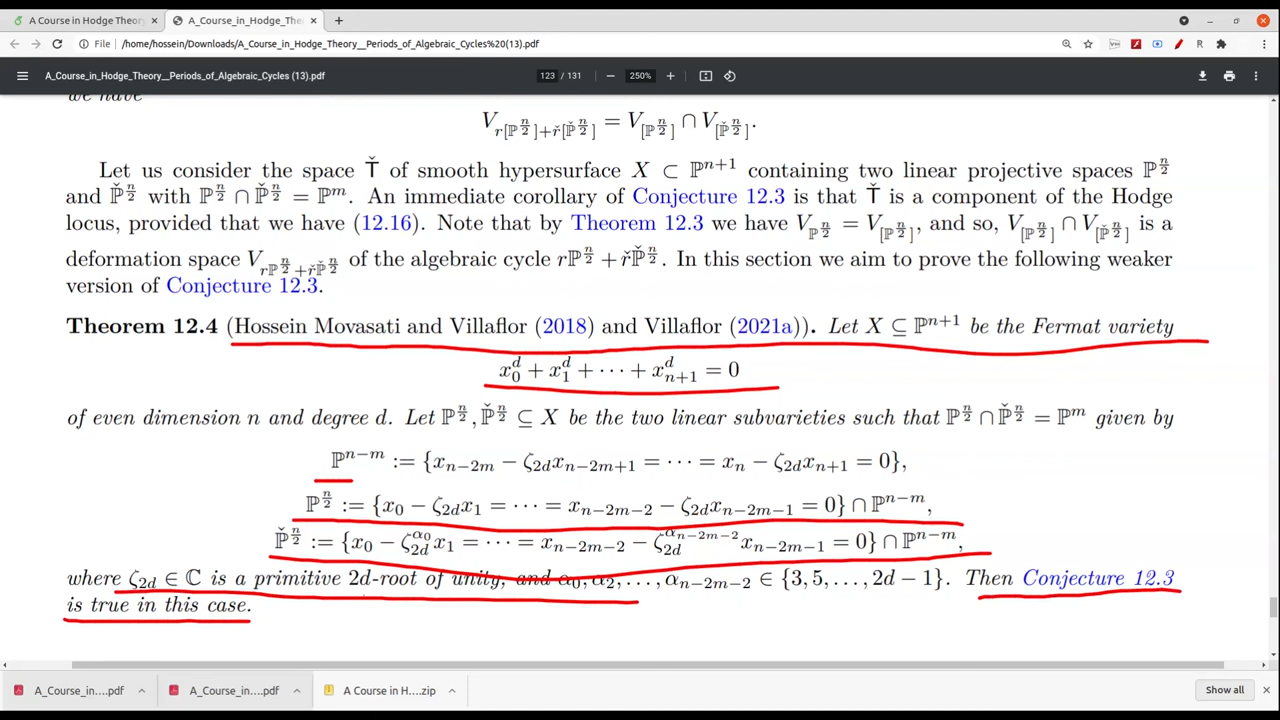 A Course in Hodge Theory
A_Course_in_Hodge_The
File /home/hossein/Downloads/A_Course_in_Hodge_Theory__Periods_of_Algebraic_Cycles%20(13).pdf
A_Course_in_Hodge_Theory__Periods_of_Algebraic_Cycles (13).pdf 123 / 131 250%
we have
V_{r[ℙ^{n/2}]+ř[ℙ̌^{n/2}]} = V_{[ℙ^{n/2}]} ∩ V_{[ℙ̌^{n/2}]}.
Let us consider the space Ť of smooth hypersurface X ⊂ ℙ^{n+1} containing two linear projective spaces ℙ^{n/2}
and ℙ̌^{n/2} with ℙ^{n/2} ∩ ℙ̌^{n/2} = ℙ^m. An immediate corollary of Conjecture 12.3 is that Ť is a component of the Hodge
locus, provided that we have (12.16). Note that by Theorem 12.3 we have V_{ℙ^{n/2}} = V_{[ℙ^{n/2}]}, and so, V_{[ℙ^{n/2}]} ∩ V_{[ℙ̌^{n/2}]} is a
deformation space V_{rℙ^{n/2}+řℙ̌^{n/2}} of the algebraic cycle rℙ^{n/2} + řℙ̌^{n/2}. In this section we aim to prove the following weaker
version of Conjecture 12.3.
Theorem 12.4 (Hossein Movasati and Villaflor (2018) and Villaflor (2021a)). Let X ⊆ ℙ^{n+1} be the Fermat variety
x_0^d + x_1^d + ⋯ + x_{n+1}^d = 0
of even dimension n and degree d. Let ℙ^{n/2}, ℙ̌^{n/2} ⊆ X be the two linear subvarieties such that ℙ^{n/2} ∩ ℙ̌^{n/2} = ℙ^m given by
ℙ^{n−m} := {x_{n−2m} − ζ_{2d}x_{n−2m+1} = ⋯ = x_n − ζ_{2d}x_{n+1} = 0},
ℙ^{n/2} := {x_0 − ζ_{2d}x_1 = ⋯ = x_{n−2m−2} − ζ_{2d}x_{n−2m−1} = 0} ∩ ℙ^{n−m},
ℙ̌^{n/2} := {x_0 − ζ_{2d}^{α_0}x_1 = ⋯ = x_{n−2m−2} − ζ_{2d}^{α_{n−2m−2}}x_{n−2m−1} = 0} ∩ ℙ^{n−m},
where ζ_{2d} ∈ ℂ is a primitive 2d-root of unity, and α_0, α_2, …, α_{n−2m−2} ∈ {3, 5, …, 2d − 1}. Then Conjecture 12.3
is true in this case.
A_Course_in....pdf A_Course_in....pdf A Course in H....zip Show all